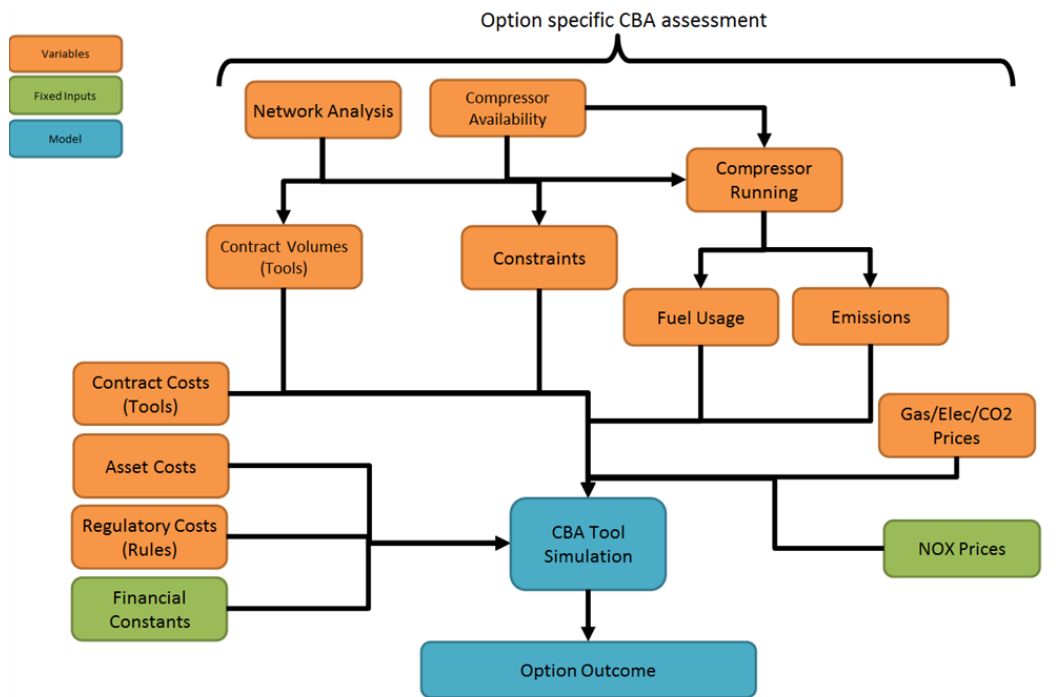 Option specific CBA assessment
Variables
Fixed Inputs
Model
Network Analysis
Compressor
Availability
Compressor
Running
Contract Volumes
(Tools)
Constraints
Fuel Usage
Emissions
Contract Costs
(Tools)
Gas/Elec/CO2
Prices
Asset Costs
Regulatory Costs
(Rules)
CBA Tool
Simulation
NOX Prices
Financial
Constants
Option Outcome